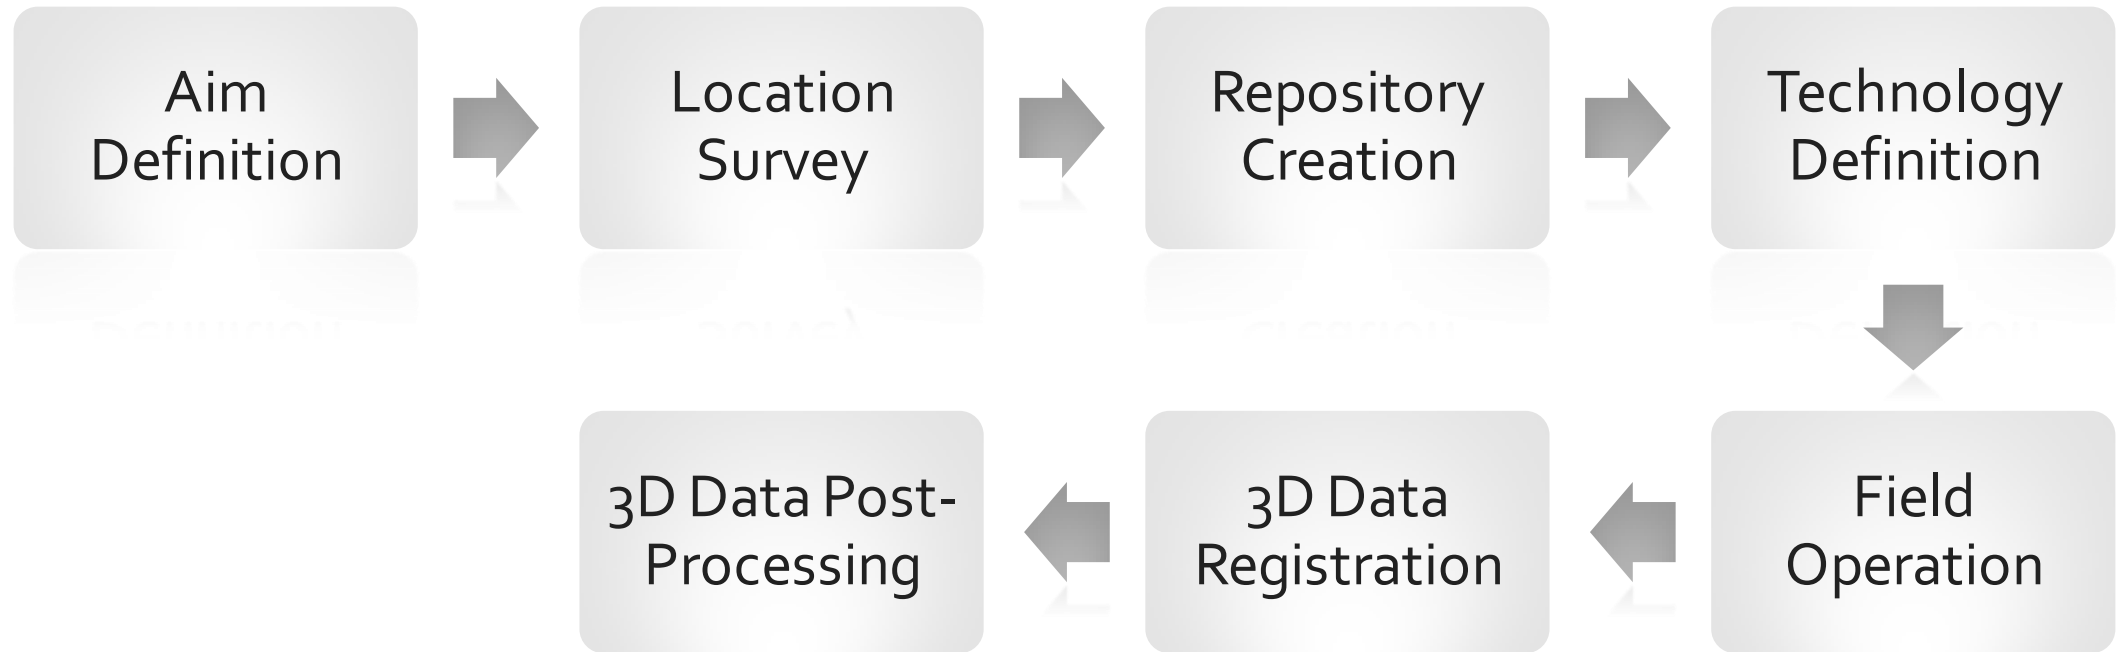 Aim
Definition
Location
Survey
Repository
Creation
Technology
Definition
Field
Operation
3D Data
Registration
3D Data Post-
Processing